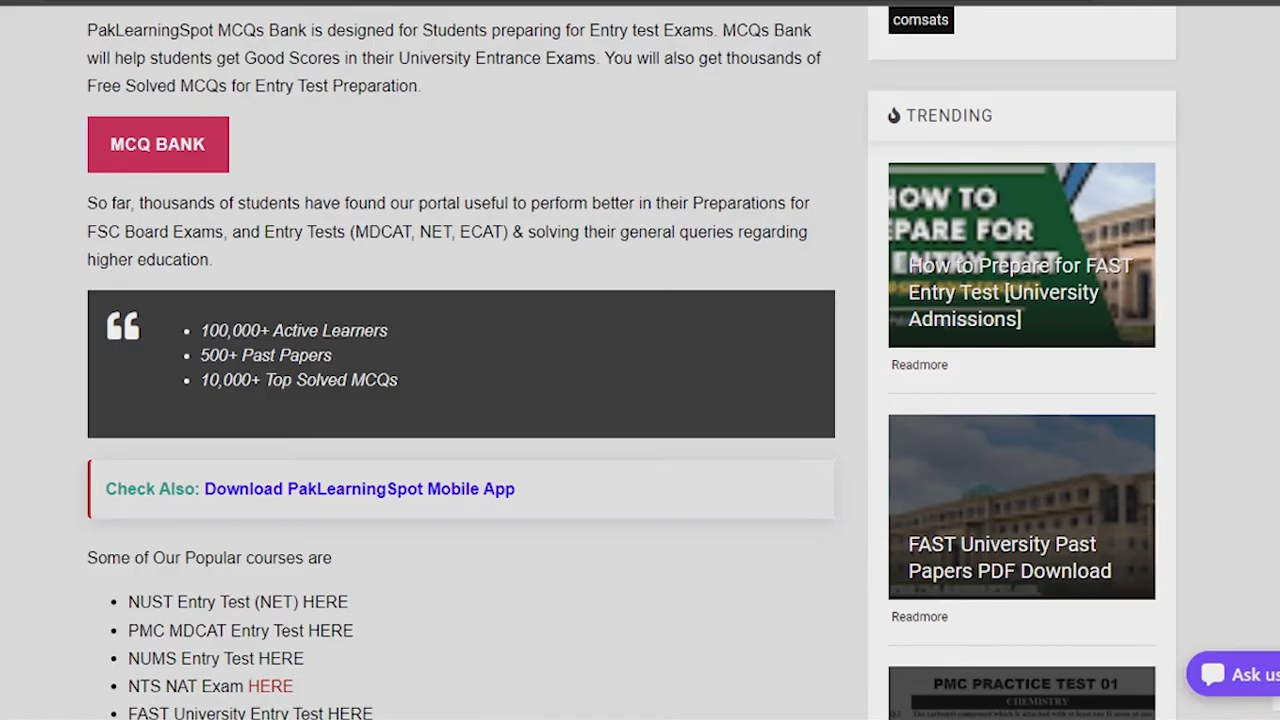 PakLearningSpot MCQs Bank is designed for Students preparing for Entry test Exams. MCQs Bank
will help students get Good Scores in their University Entrance Exams. You will also get thousands of
Free Solved MCQs for Entry Test Preparation.
MCQ BANK
So far, thousands of students have found our portal useful to perform better in their Preparations for
FSC Board Exams, and Entry Tests (MDCAT, NET, ECAT) & solving their general queries regarding
higher education.
• 100,000+ Active Learners
• 500+ Past Papers
• 10,000+ Top Solved MCQs
Check Also: Download PakLearningSpot Mobile App
Some of Our Popular courses are
• NUST Entry Test (NET) HERE
• PMC MDCAT Entry Test HERE
• NUMS Entry Test HERE
• NTS NAT Exam HERE
• FAST University Entry Test HERE
comsats
TRENDING
HOW TO
EPARE FOR
ENTRY TEST
How to Prepare for FAST
Entry Test [University
Admissions]
Readmore
FAST University Past
Papers PDF Download
Readmore
PMC PRACTICE TEST 01
CHEMISTRY
Ask us